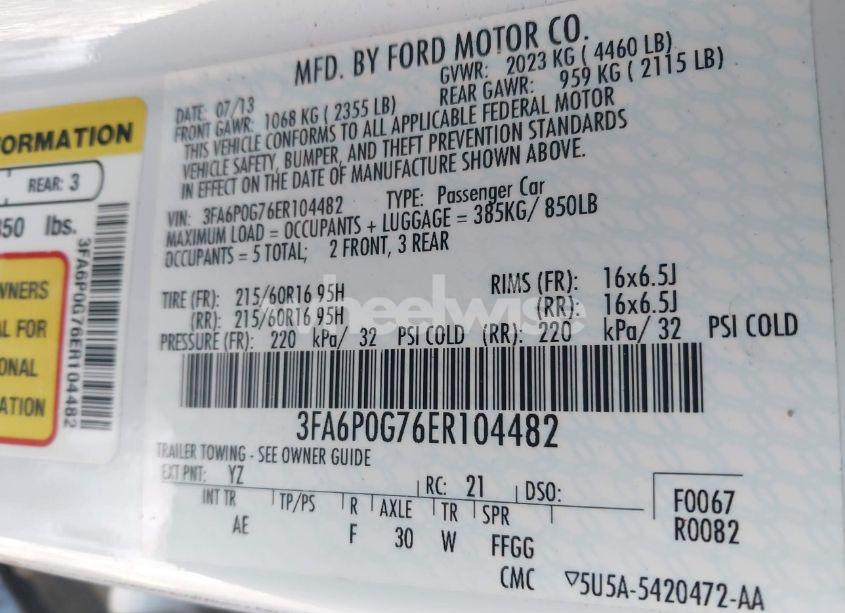 MFD. BY FORD MOTOR CO.
DATE: 07/13 GVWR: 2023 KG ( 4460 LB)
FRONT GAWR: 1068 KG ( 2355 LB) REAR GAWR: 959 KG ( 2115 LB)
THIS VEHICLE CONFORMS TO ALL APPLICABLE FEDERAL MOTOR
VEHICLE SAFETY, BUMPER, AND THEFT PREVENTION STANDARDS
IN EFFECT ON THE DATE OF MANUFACTURE SHOWN ABOVE.
VIN: 3FA6P0G76ER104482 TYPE: Passenger Car
MAXIMUM LOAD = OCCUPANTS + LUGGAGE = 385KG/ 850LB
OCCUPANTS = 5 TOTAL; 2 FRONT, 3 REAR
TIRE (FR): 215/60R16 95H RIMS (FR): 16x6.5J
(RR): 215/60R16 95H (RR): 16x6.5J
PRESSURE (FR): 220 kPa/ 32 PSI COLD (RR): 220 kPa/ 32 PSI COLD
3FA6P0G76ER104482
TRAILER TOWING - SEE OWNER GUIDE
EXT PNT: YZ RC: 21 DSO:
INT TR TP/PS R AXLE TR SPR
AE F 30 W FFGG
F0067
R0082
CMC 5U5A-5420472-AA
ORMATION
REAR: 3
850 lbs.
3FA6P0G76ER104482
WNERS
AL FOR
ONAL
ATION
wheelwise